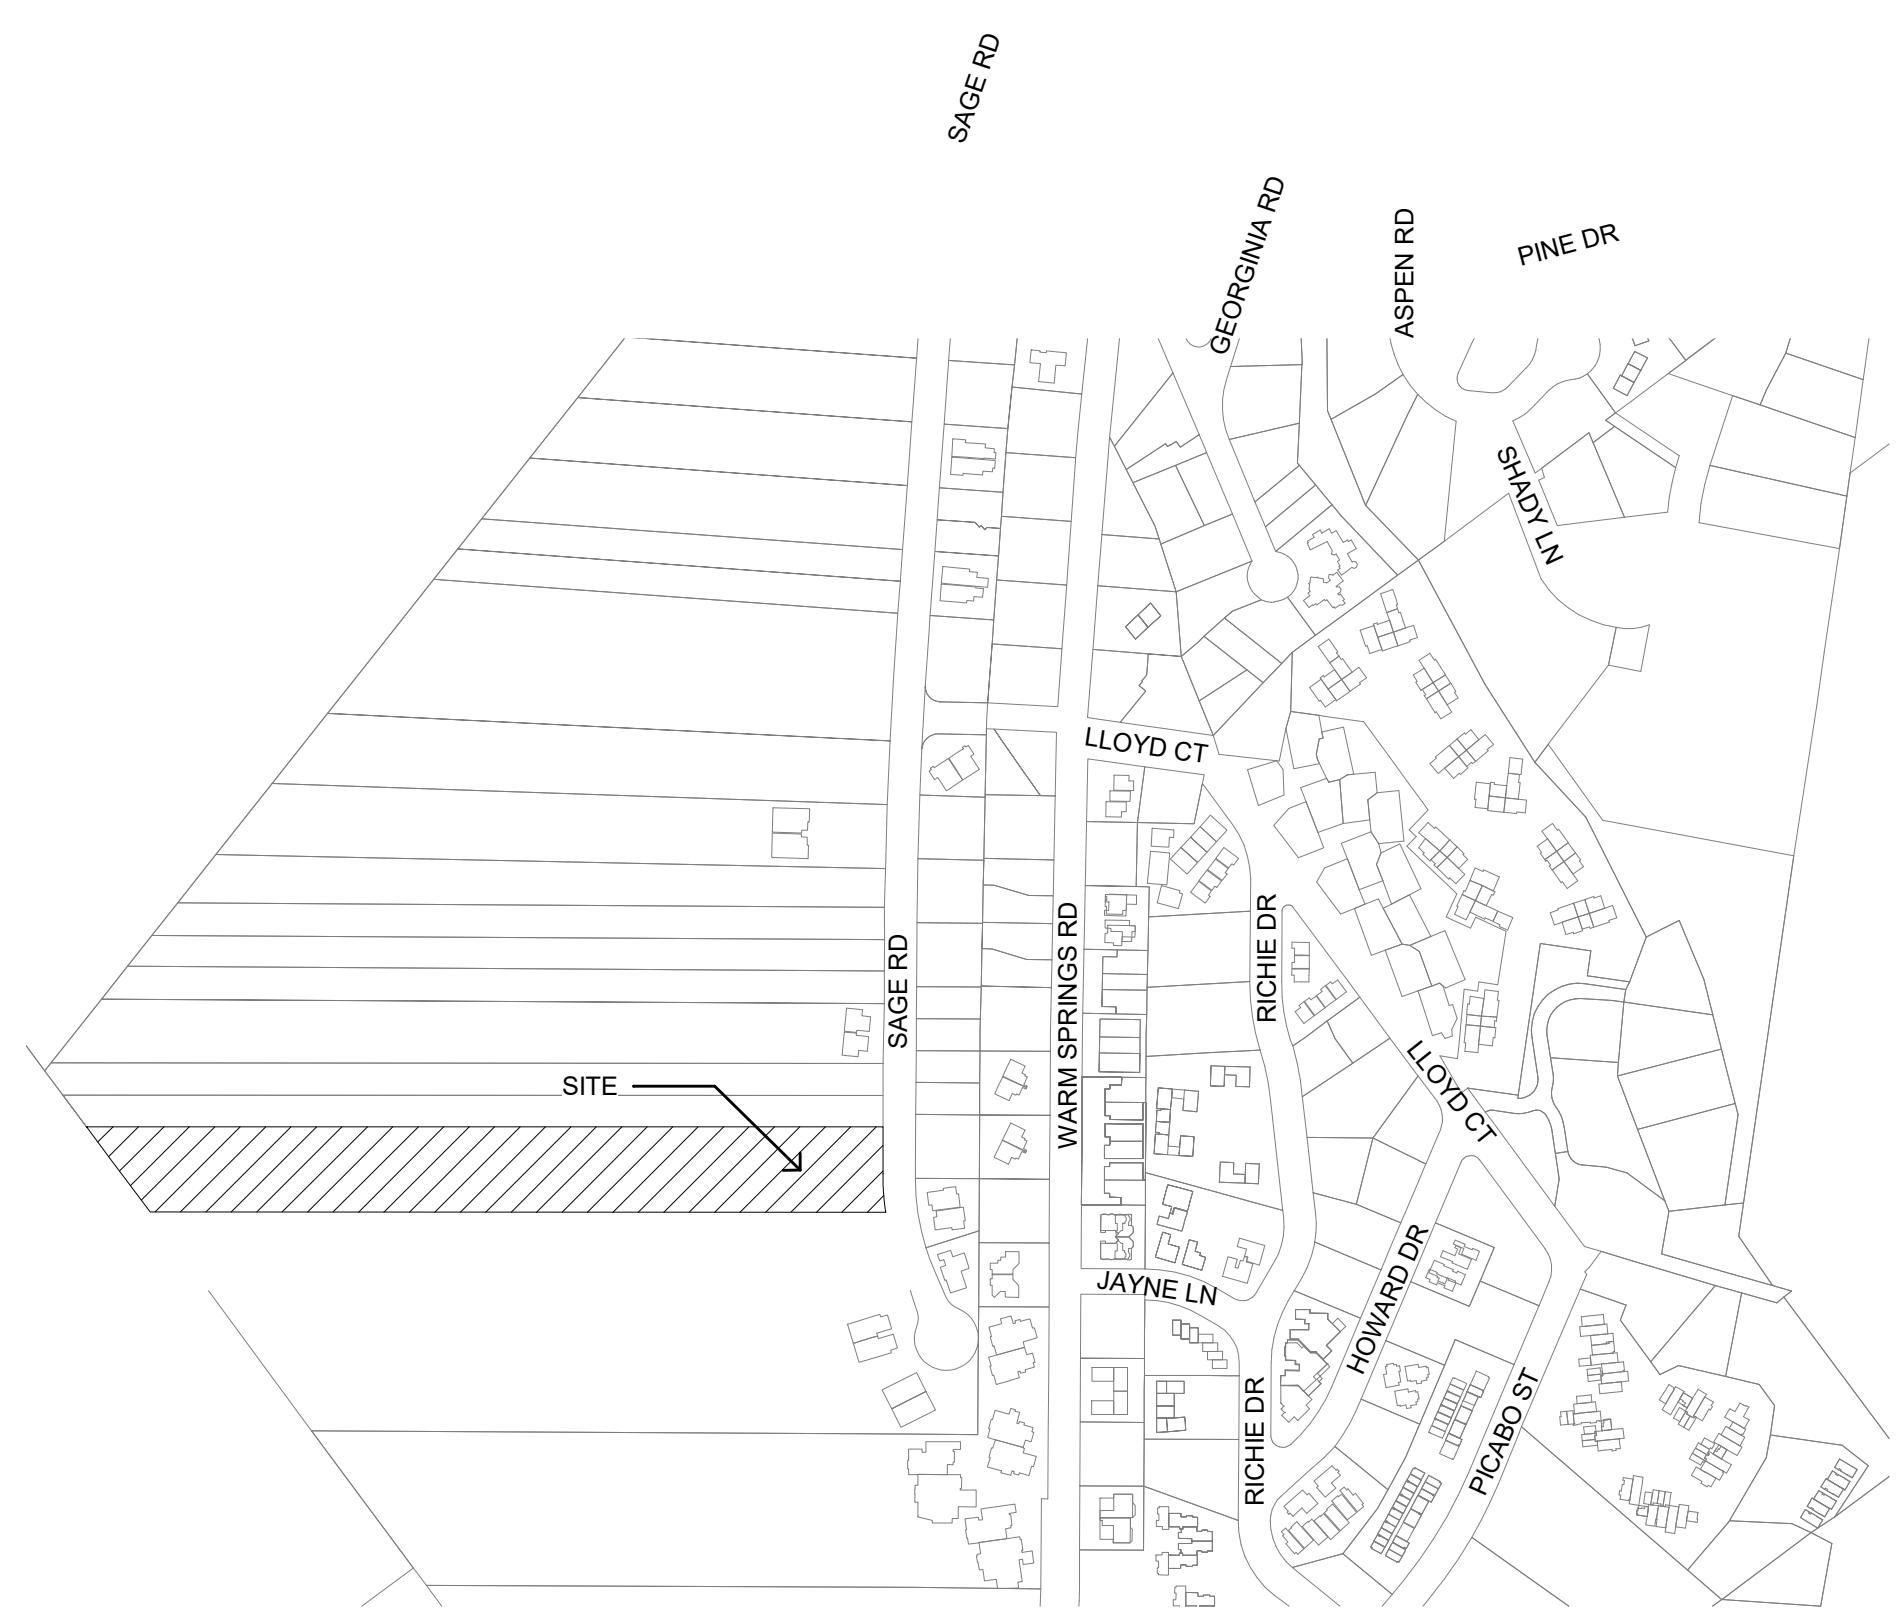 SAGE RD
GEORGINIA RD
ASPEN RD
PINE DR
SHADY LN
LLOYD CT
SAGE RD
WARM SPRINGS RD
RICHIE DR
SITE
LLOYD CT
JAYNE LN
HOWARD DR
RICHIE DR
PICABO ST